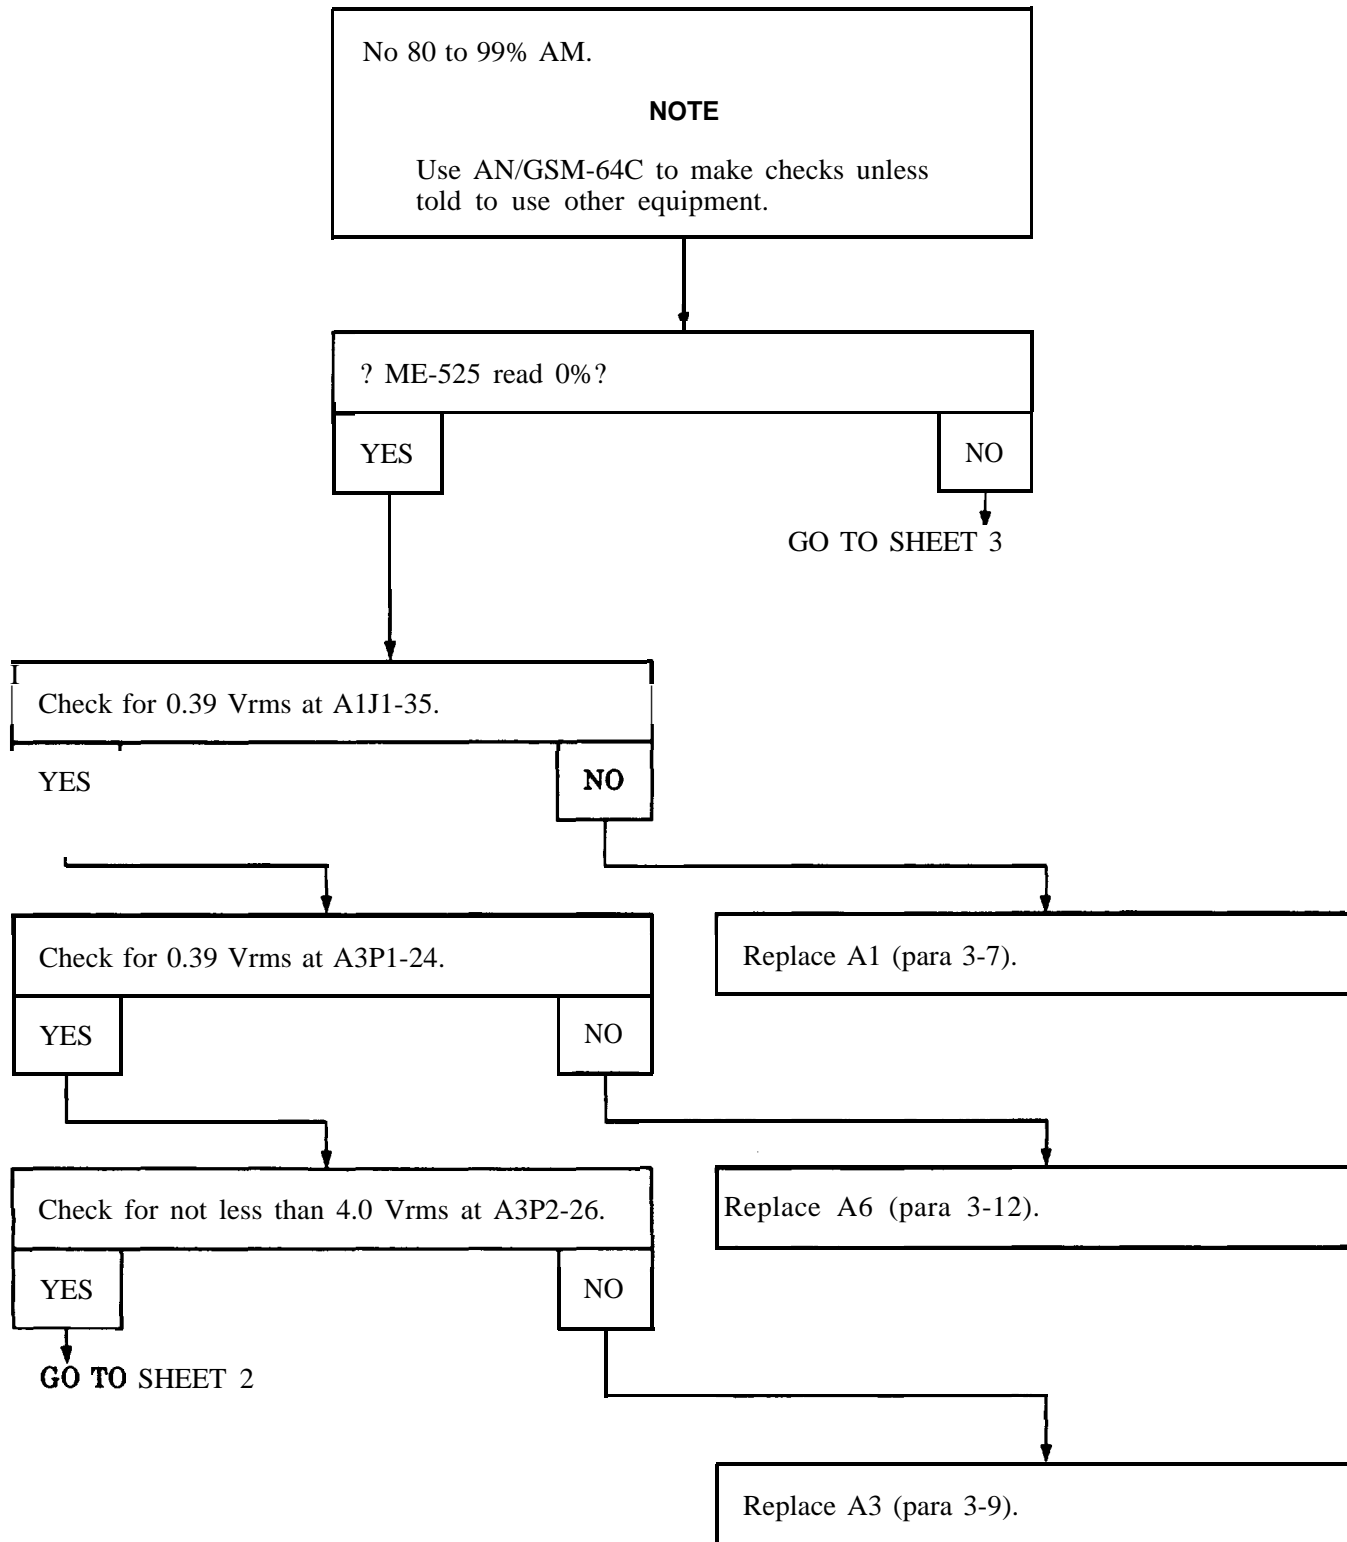 No 80 to 99% AM.
NOTE
Use AN/GSM-64C to make checks unless
told to use other equipment.
? ME-525 read 0%?
YES
NO
GO TO SHEET 3
Check for 0.39 Vrms at A1J1-35.
YES
NO
Check for 0.39 Vrms at A3P1-24.
Replace A1 (para 3-7).
YES
NO
Check for not less than 4.0 Vrms at A3P2-26.
Replace A6 (para 3-12).
YES
NO
GO TO SHEET 2
Replace A3 (para 3-9).